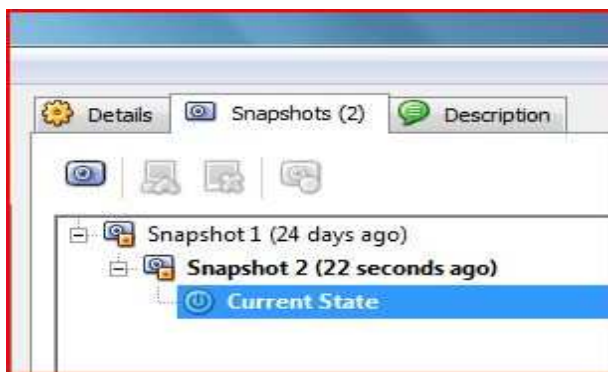 Details Snapshots (2) Description
Snapshot 1 (24 days ago)
Snapshot 2 (22 seconds ago)
Current State